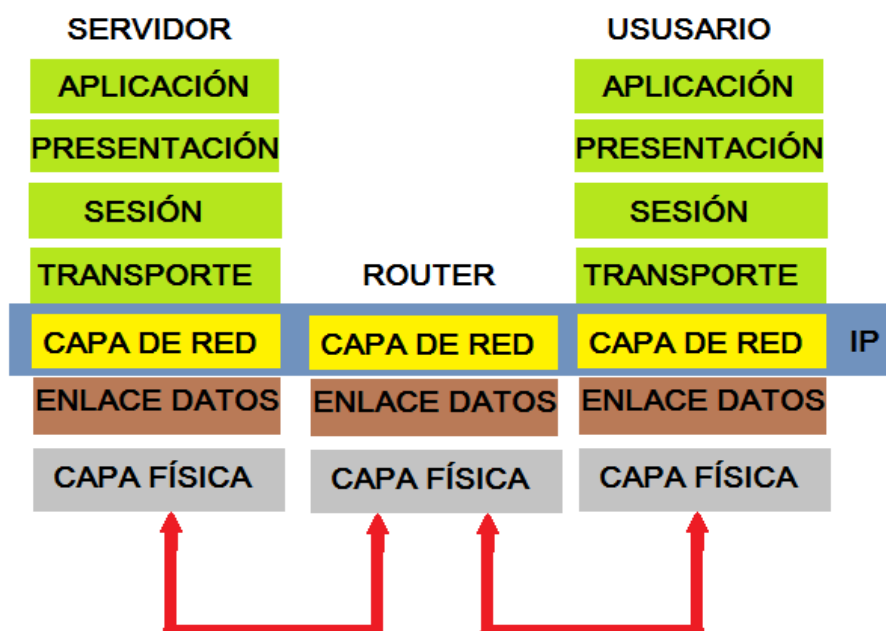 SERVIDOR
USUSARIO
APLICACIÓN
APLICACIÓN
PRESENTACIÓN
PRESENTACIÓN
SESIÓN
SESIÓN
TRANSPORTE
ROUTER
TRANSPORTE
CAPA DE RED
CAPA DE RED
CAPA DE RED
IP
ENLACE DATOS
ENLACE DATOS
ENLACE DATOS
CAPA FÍSICA
CAPA FÍSICA
CAPA FÍSICA